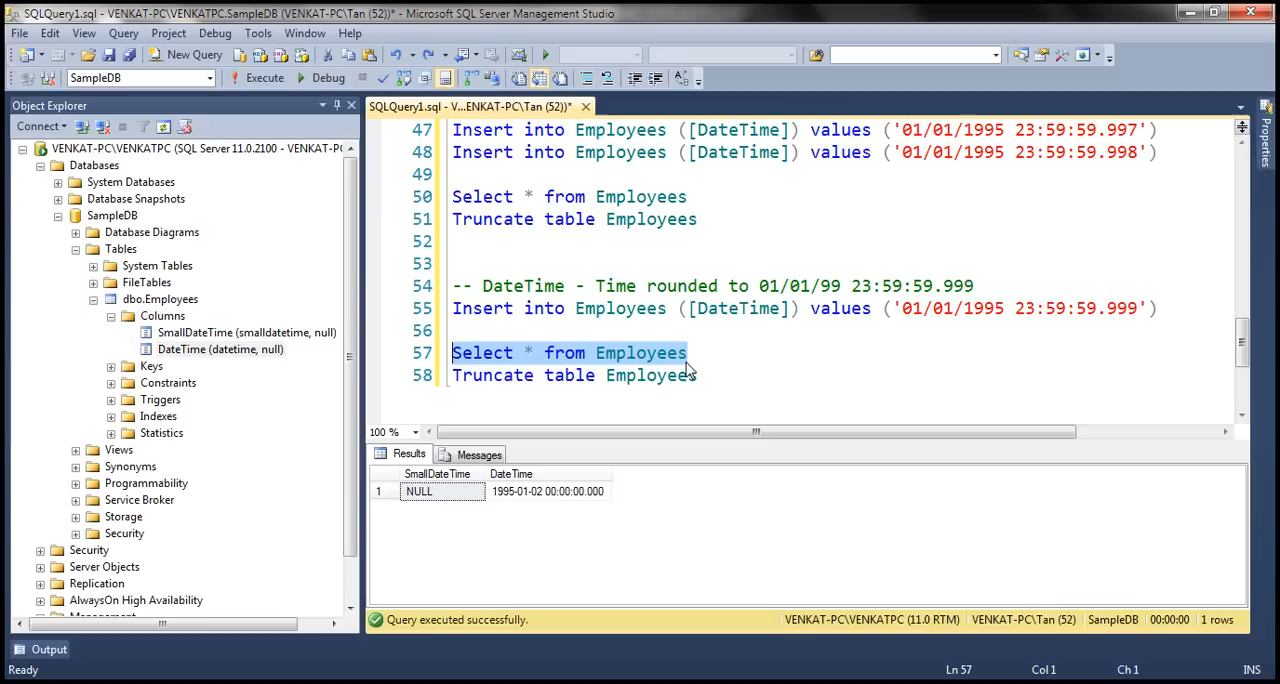 SQLQuery1.sql - VENKAT-PC\VENKATPC.SampleDB (VENKAT-PC\Tan (52))* - Microsoft SQL Server Management Studio
File Edit View Query Project Debug Tools Window Help
New Query
SampleDB Execute Debug
Object Explorer
Connect
VENKAT-PC\VENKATPC (SQL Server 11.0.2100 - VENKAT-P
Databases
System Databases
Database Snapshots
SampleDB
Database Diagrams
Tables
System Tables
FileTables
dbo.Employees
Columns
SmallDateTime (smalldatetime, null)
DateTime (datetime, null)
Keys
Constraints
Triggers
Indexes
Statistics
Views
Synonyms
Programmability
Service Broker
Storage
Security
Security
Server Objects
Replication
AlwaysOn High Availability
Management
SQLQuery1.sql - V...ENKAT-PC\Tan (52))*
47 Insert into Employees ([DateTime]) values ('01/01/1995 23:59:59.997')
48 Insert into Employees ([DateTime]) values ('01/01/1995 23:59:59.998')
49
50 Select * from Employees
51 Truncate table Employees
52
53
54 -- DateTime - Time rounded to 01/01/99 23:59:59.999
55 Insert into Employees ([DateTime]) values ('01/01/1995 23:59:59.999')
56
57 Select * from Employees
58 Truncate table Employees
100 %
Results Messages
SmallDateTime DateTime
1 NULL 1995-01-02 00:00:00.000
Query executed successfully. VENKAT-PC\VENKATPC (11.0 RTM) VENKAT-PC\Tan (52) SampleDB 00:00:00 1 rows
Properties
Output
Ready Ln 57 Col 1 Ch 1 INS